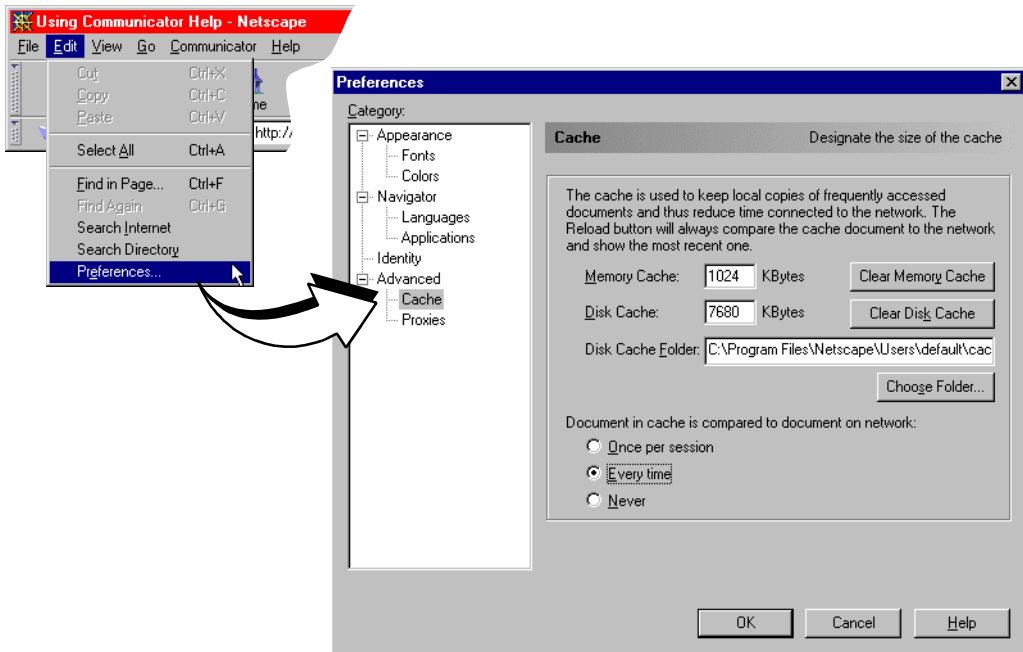 Using Communicator Help - Netscape
File Edit View Go Communicator Help
Cut Ctrl+X
Copy Ctrl+C
Paste Ctrl+V
Select All Ctrl+A
Find in Page... Ctrl+F
Find Again Ctrl+G
Search Internet
Search Directory
Preferences...
me
http:/
Preferences
Category:
Appearance
Fonts
Colors
Navigator
Languages
Applications
Identity
Advanced
Cache
Proxies
Cache Designate the size of the cache
The cache is used to keep local copies of frequently accessed
documents and thus reduce time connected to the network. The
Reload button will always compare the cache document to the network
and show the most recent one.
Memory Cache: 1024 KBytes Clear Memory Cache
Disk Cache: 7680 KBytes Clear Disk Cache
Disk Cache Folder: C:\Program Files\Netscape\Users\default\cac
Choose Folder...
Document in cache is compared to document on network:
Once per session
Every time
Never
OK Cancel Help